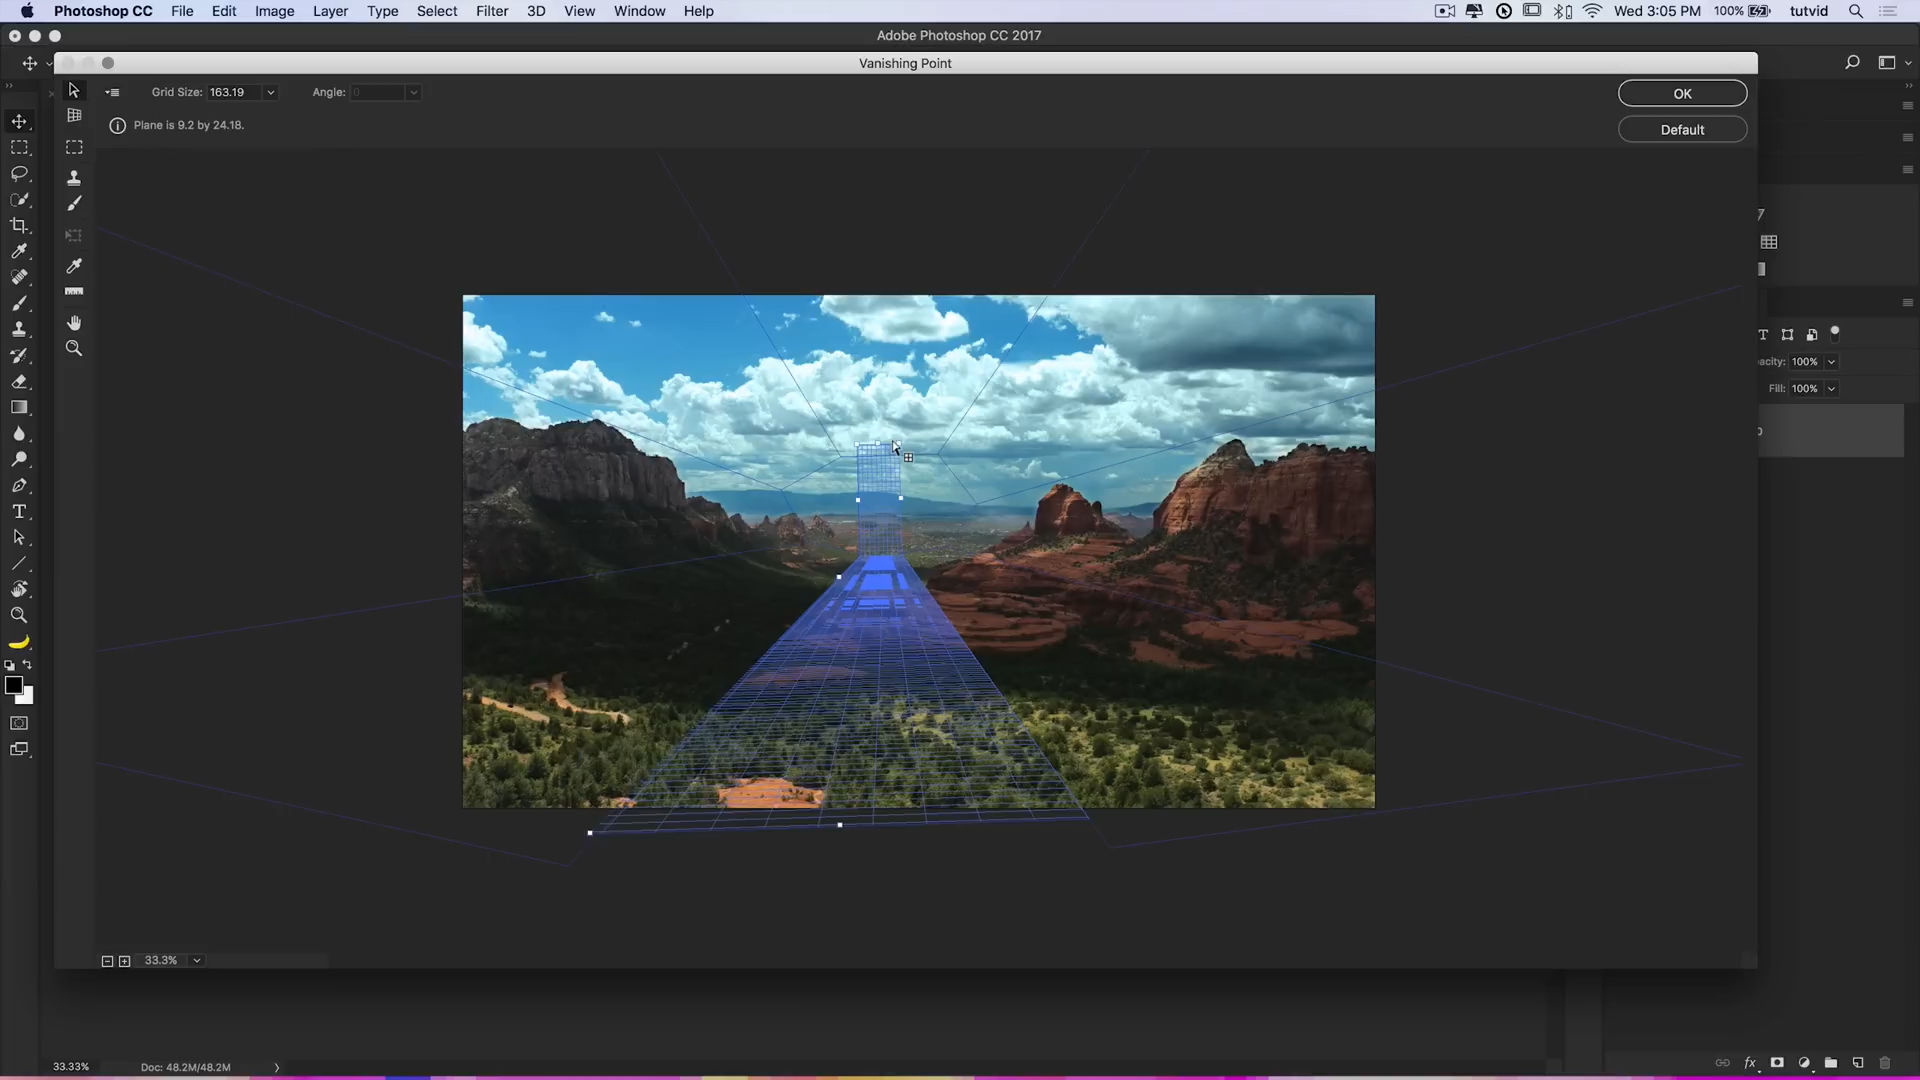 Photoshop CC File Edit Image Layer Type Select Filter 3D View Window Help Wed 3:05 PM 100% tutvid
Adobe Photoshop CC 2017
Vanishing Point
Grid Size: 163.19 Angle: 0 OK
Plane is 9.2 by 24.18. Default
acity: 100%
Fill: 100%
33.3%
33.33% Doc: 48.2M/48.2M